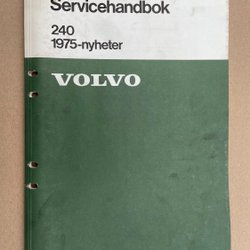 Servicehandbok
240
1975-nyheter
VOLVO